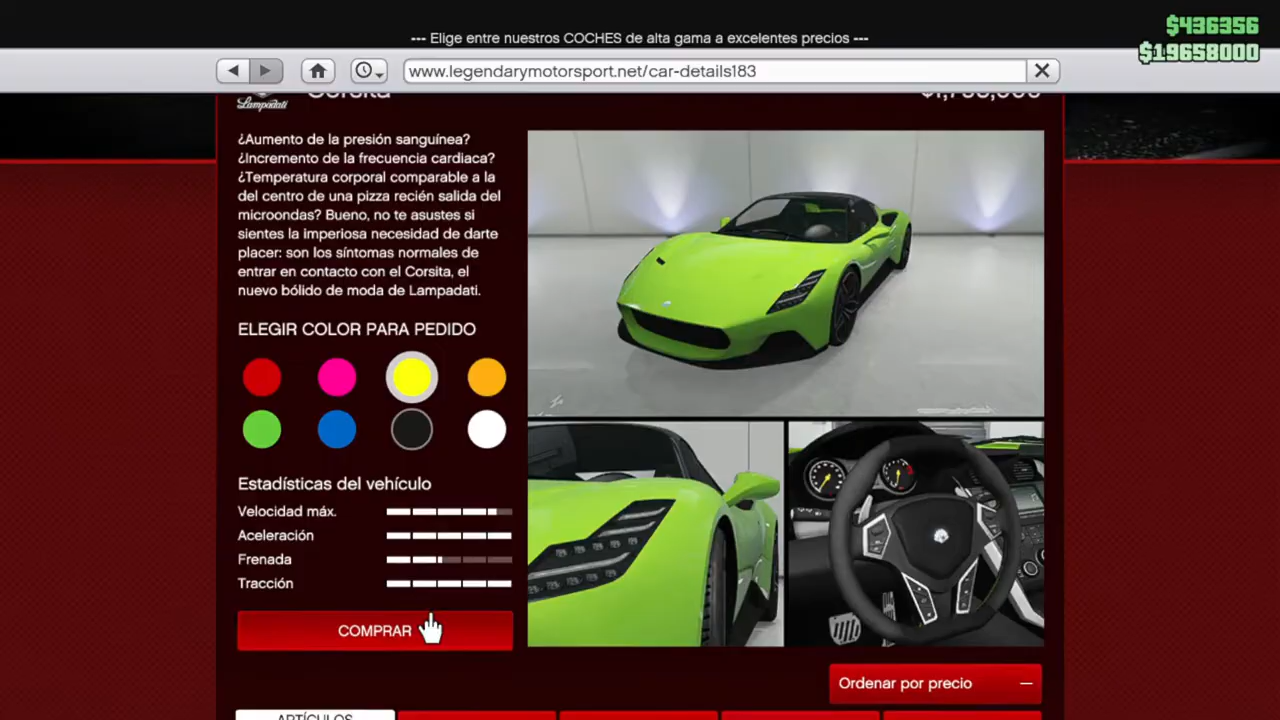 $436356
$19658000
--- Elige entre nuestros COCHES de alta gama a excelentes precios ---
www.legendarymotorsport.net/car-details183
Lampadati
Corsita
¿Aumento de la presión sanguínea?
¿Incremento de la frecuencia cardiaca?
¿Temperatura corporal comparable a la
del centro de una pizza recién salida del
microondas? Bueno, no te asustes si
sientes la imperiosa necesidad de darte
placer: son los síntomas normales de
entrar en contacto con el Corsita, el
nuevo bólido de moda de Lampadati.
ELEGIR COLOR PARA PEDIDO
Estadísticas del vehículo
Velocidad máx.
Aceleración
Frenada
Tracción
COMPRAR
Ordenar por precio
ARTÍCULOS